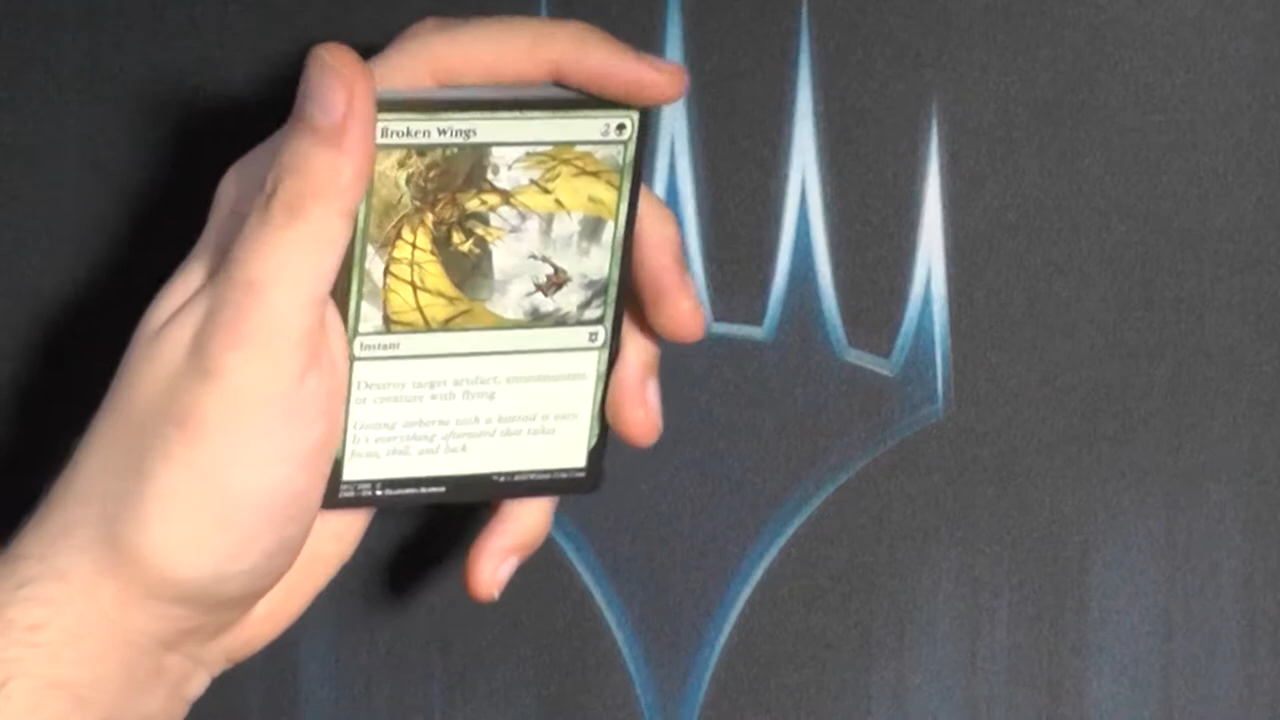 Broken Wings 2
Instant
Destroy target artifact, enchantment,
or creature with flying.
airborne with a kitesail is easy.
It's everything afterward that takes
focus, skill, and luck.